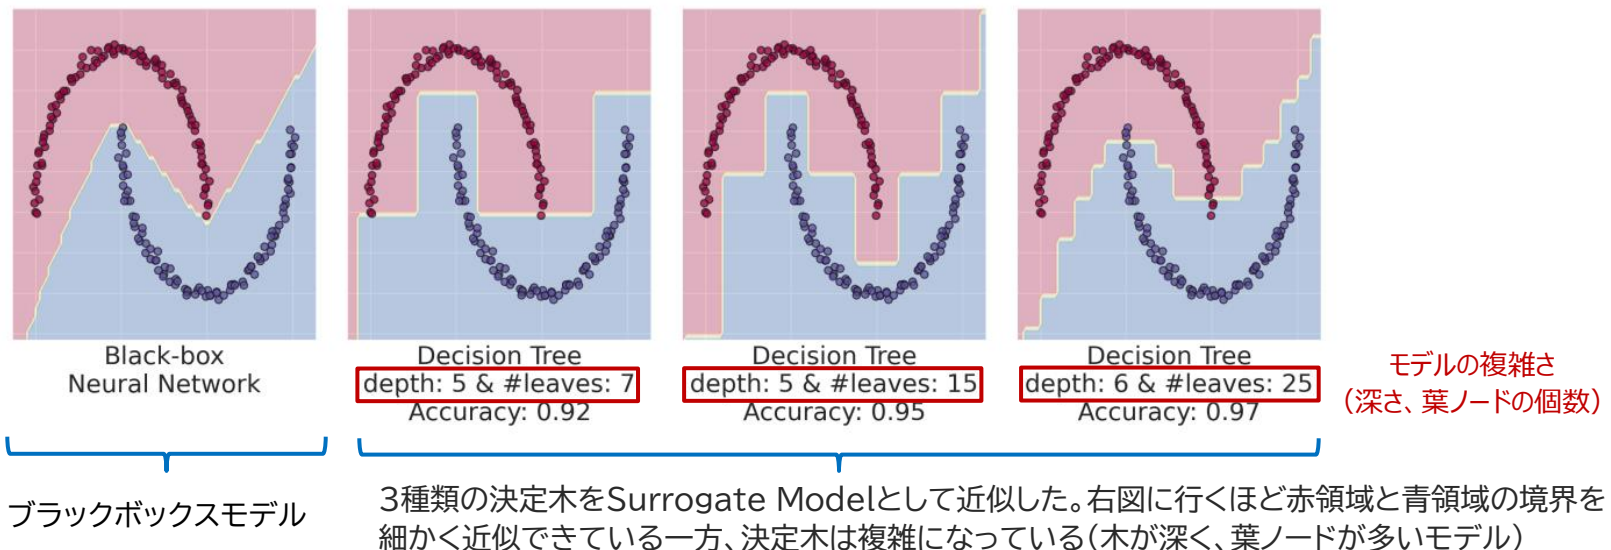 Black-box
Neural Network
Decision Tree
depth: 5 & #leaves: 7
Accuracy: 0.92
Decision Tree
depth: 5 & #leaves: 15
Accuracy: 0.95
Decision Tree
depth: 6 & #leaves: 25
Accuracy: 0.97
モデルの複雑さ
（深さ、葉ノードの個数）
ブラックボックスモデル
3種類の決定木をSurrogate Modelとして近似した。右図に行くほど赤領域と青領域の境界を
細かく近似できている一方、決定木は複雑になっている（木が深く、葉ノードが多いモデル）